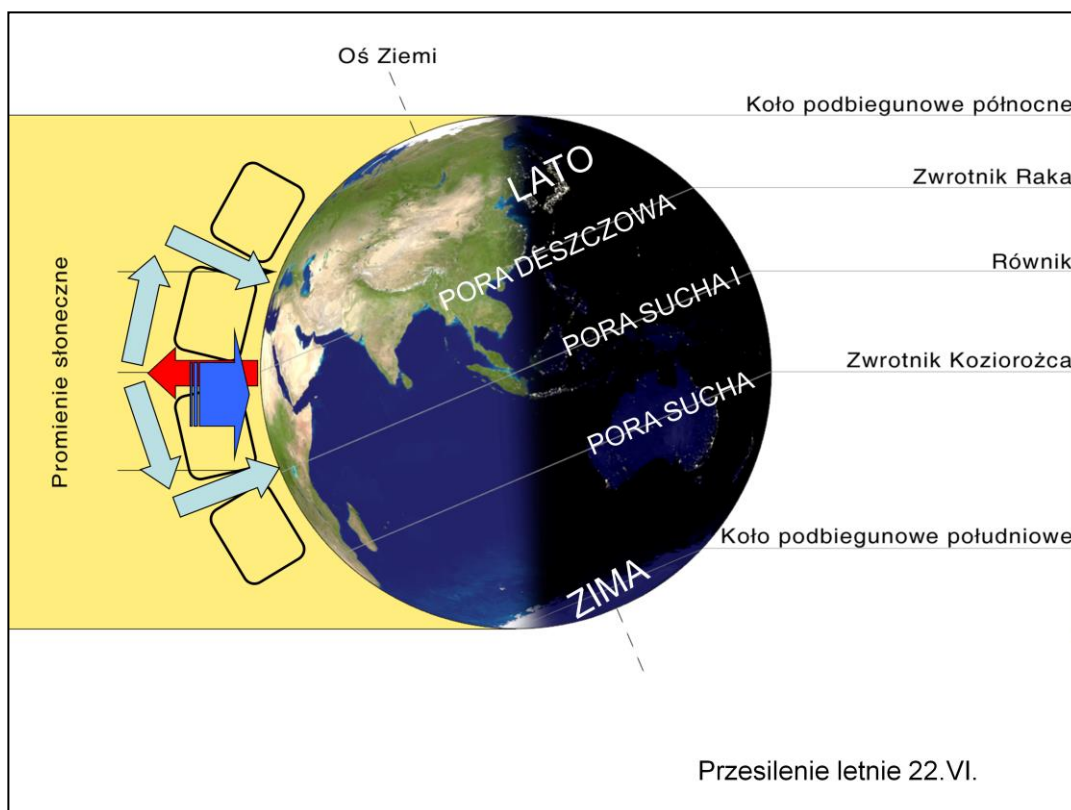 Oś Ziemi
Koło podbiegunowe północne
Zwrotnik Raka
Równik
Zwrotnik Koziorożca
Koło podbiegunowe południowe
Promienie słoneczne
LATO
PORA DESZCZOWA
PORA SUCHA I
PORA SUCHA
ZIMA
Przesilenie letnie 22.VI.